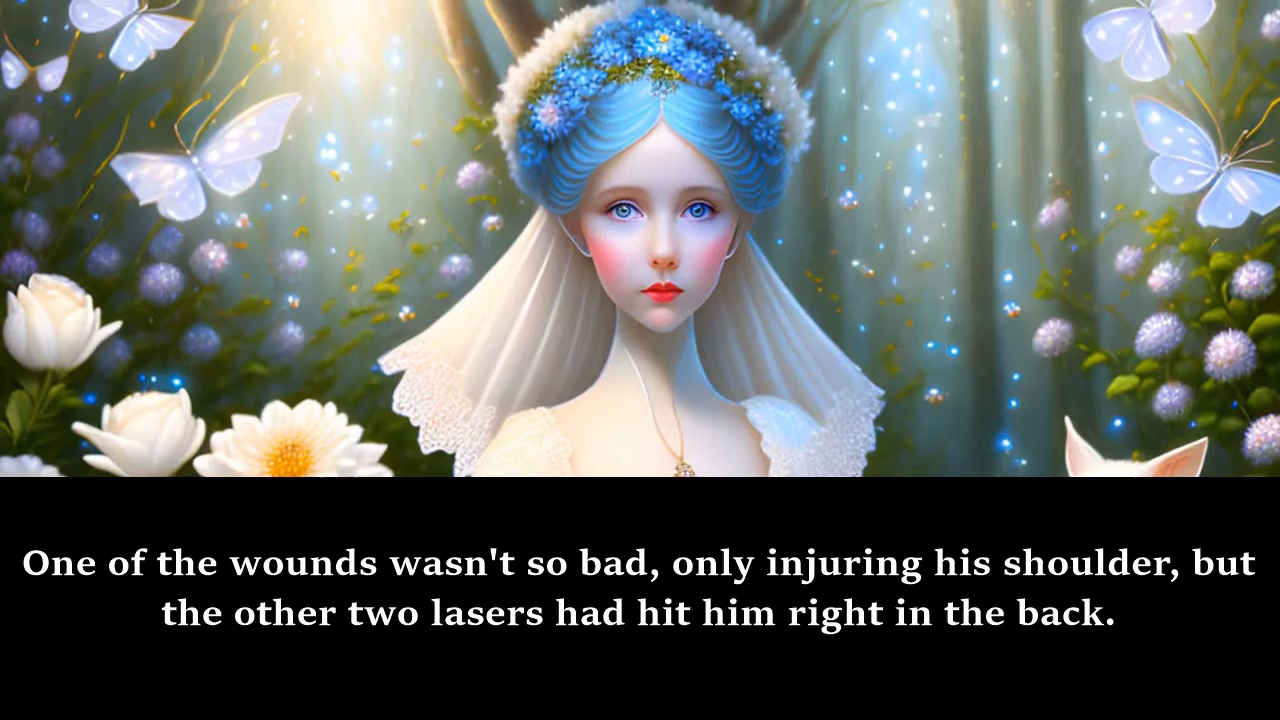 One of the wounds wasn't so bad, only injuring his shoulder, but
the other two lasers had hit him right in the back.